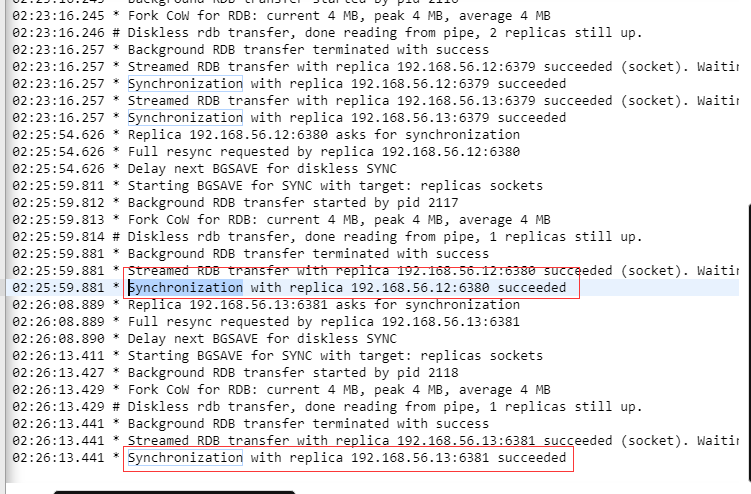 02:23:16.245 * Background RDB transfer started by pid 2116
02:23:16.245 * Fork CoW for RDB: current 4 MB, peak 4 MB, average 4 MB
02:23:16.246 # Diskless rdb transfer, done reading from pipe, 2 replicas still up.
02:23:16.257 * Background RDB transfer terminated with success
02:23:16.257 * Streamed RDB transfer with replica 192.168.56.12:6379 succeeded (socket).
02:23:16.257 * Synchronization with replica 192.168.56.12:6379 succeeded
02:23:16.257 * Streamed RDB transfer with replica 192.168.56.13:6379 succeeded (socket).
02:23:16.257 * Synchronization with replica 192.168.56.13:6379 succeeded
02:25:54.626 * Replica 192.168.56.12:6380 asks for synchronization
02:25:54.626 * Full resync requested by replica 192.168.56.12:6380
02:25:54.626 * Delay next BGSAVE for diskless SYNC
02:25:59.811 * Starting BGSAVE for SYNC with target: replicas sockets
02:25:59.812 * Background RDB transfer started by pid 2117
02:25:59.813 * Fork CoW for RDB: current 4 MB, peak 4 MB, average 4 MB
02:25:59.814 # Diskless rdb transfer, done reading from pipe, 1 replicas still up.
02:25:59.881 * Background RDB transfer terminated with success
02:25:59.881 * Streamed RDB transfer with replica 192.168.56.12:6380 succeeded (socket).
02:25:59.881 * Synchronization with replica 192.168.56.12:6380 succeeded
02:26:08.889 * Replica 192.168.56.13:6381 asks for synchronization
02:26:08.889 * Full resync requested by replica 192.168.56.13:6381
02:26:08.890 * Delay next BGSAVE for diskless SYNC
02:26:13.411 * Starting BGSAVE for SYNC with target: replicas sockets
02:26:13.427 * Background RDB transfer started by pid 2118
02:26:13.429 * Fork CoW for RDB: current 4 MB, peak 4 MB, average 4 MB
02:26:13.429 # Diskless rdb transfer, done reading from pipe, 1 replicas still up.
02:26:13.441 * Background RDB transfer terminated with success
02:26:13.441 * Streamed RDB transfer with replica 192.168.56.13:6381 succeeded (socket).
02:26:13.441 * Synchronization with replica 192.168.56.13:6381 succeeded